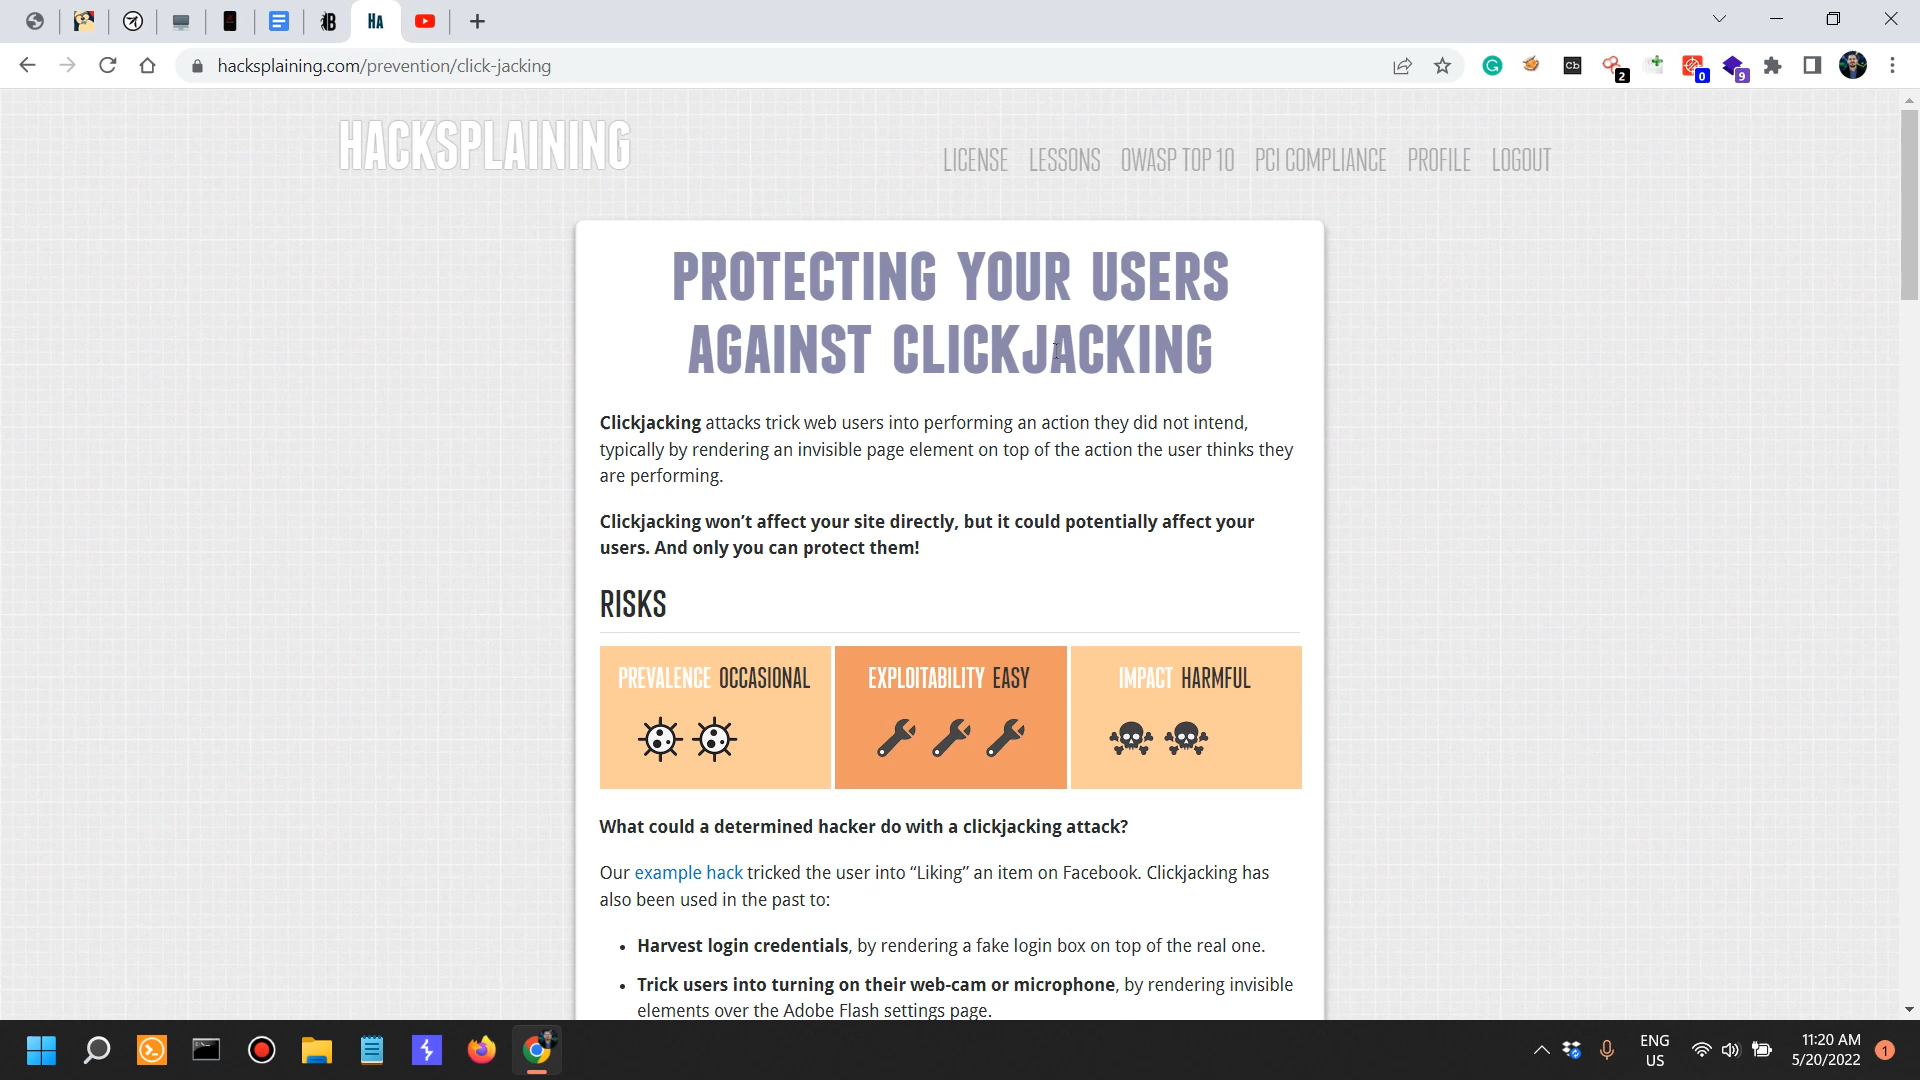 B
Ha
hacksplaining.com/prevention/click-jacking
Cb
2
0
9
HACKSPLAINING
LICENSE LESSONS OWASP TOP 10 PCI COMPLIANCE PROFILE LOGOUT
PROTECTING YOUR USERS
AGAINST CLICKJACKING
Clickjacking attacks trick web users into performing an action they did not intend,
typically by rendering an invisible page element on top of the action the user thinks they
are performing.
Clickjacking won’t affect your site directly, but it could potentially affect your
users. And only you can protect them!
RISKS
PREVALENCE OCCASIONAL
EXPLOITABILITY EASY
IMPACT HARMFUL
What could a determined hacker do with a clickjacking attack?
Our example hack tricked the user into “Liking” an item on Facebook. Clickjacking has
also been used in the past to:
• Harvest login credentials, by rendering a fake login box on top of the real one.
• Trick users into turning on their web-cam or microphone, by rendering invisible
elements over the Adobe Flash settings page.
ENG
US
11:20 AM
5/20/2022
1